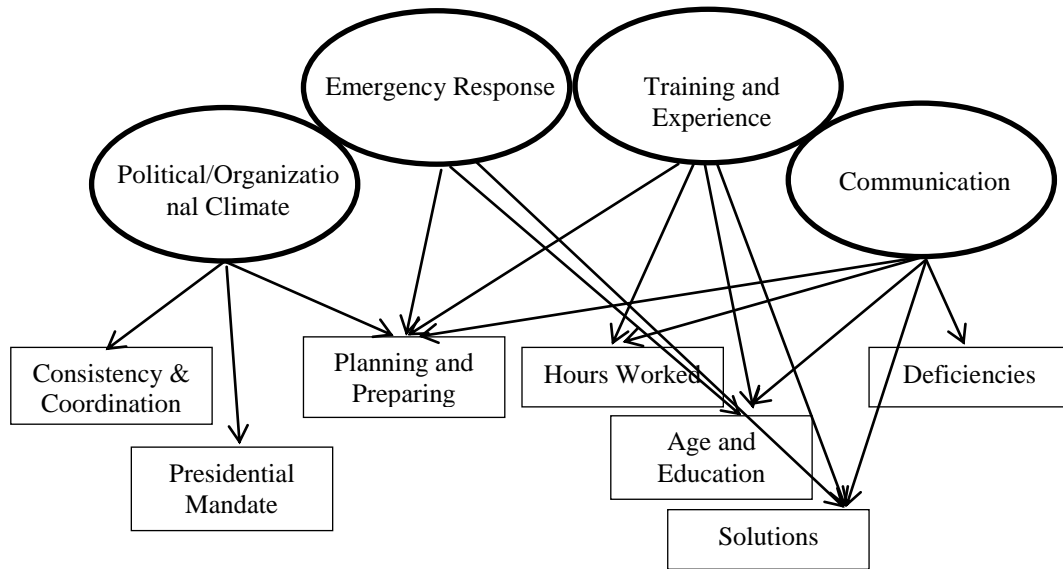 Emergency Response
Training and
Experience
Political/Organizatio
nal Climate
Communication
Consistency &
Coordination
Planning and
Preparing
Hours Worked
Deficiencies
Age and
Education
Presidential
Mandate
Solutions